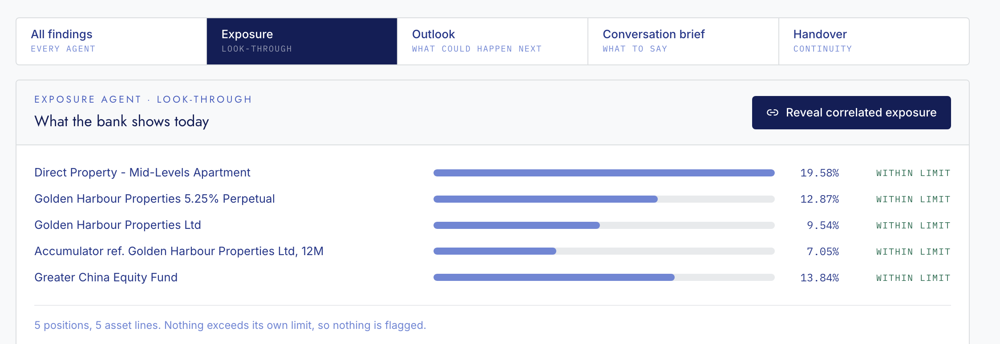 All findings
EVERY AGENT
Exposure
LOOK-THROUGH
Outlook
WHAT COULD HAPPEN NEXT
Conversation brief
WHAT TO SAY
Handover
CONTINUITY
EXPOSURE AGENT · LOOK-THROUGH
What the bank shows today
Reveal correlated exposure
Direct Property - Mid-Levels Apartment 19.58% WITHIN LIMIT
Golden Harbour Properties 5.25% Perpetual 12.87% WITHIN LIMIT
Golden Harbour Properties Ltd 9.54% WITHIN LIMIT
Accumulator ref. Golden Harbour Properties Ltd, 12M 7.05% WITHIN LIMIT
Greater China Equity Fund 13.84% WITHIN LIMIT
5 positions, 5 asset lines. Nothing exceeds its own limit, so nothing is flagged.